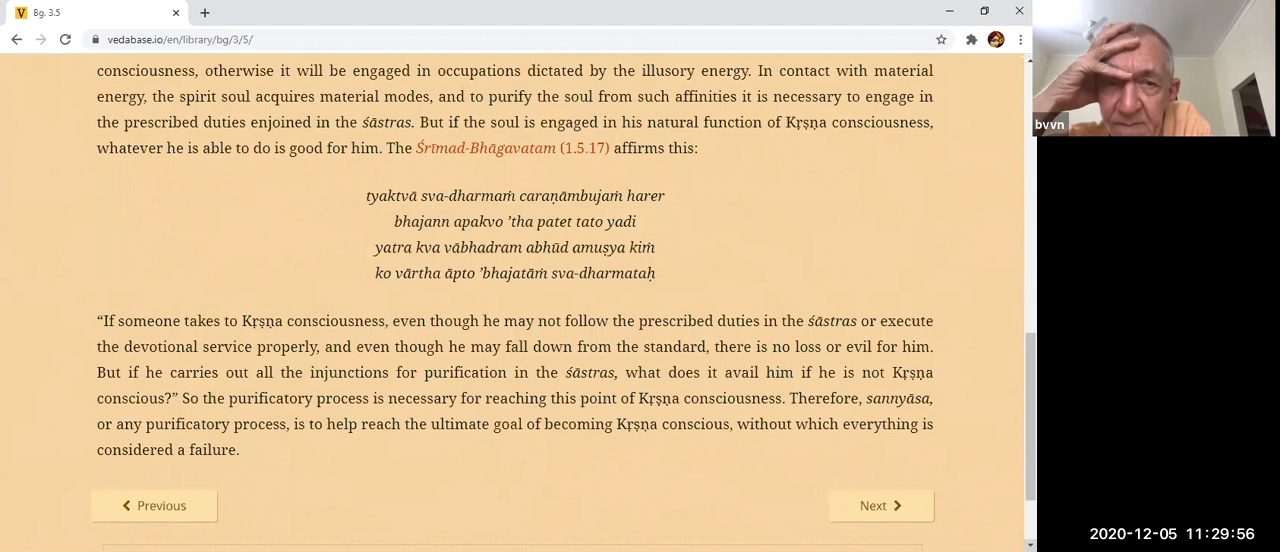 Bg. 3.5
vedabase.io/en/library/bg/3/5/
consciousness, otherwise it will be engaged in occupations dictated by the illusory energy. In contact with material
energy, the spirit soul acquires material modes, and to purify the soul from such affinities it is necessary to engage in
the prescribed duties enjoined in the śāstras. But if the soul is engaged in his natural function of Kṛṣṇa consciousness,
whatever he is able to do is good for him. The Śrīmad-Bhāgavatam (1.5.17) affirms this:
tyaktvā sva-dharmaṁ caraṇāmbujaṁ harer
bhajann apakvo ’tha patet tato yadi
yatra kva vābhadram abhūd amuṣya kiṁ
ko vārtha āpto ’bhajatāṁ sva-dharmataḥ
“If someone takes to Kṛṣṇa consciousness, even though he may not follow the prescribed duties in the śāstras or execute
the devotional service properly, and even though he may fall down from the standard, there is no loss or evil for him.
But if he carries out all the injunctions for purification in the śāstras, what does it avail him if he is not Kṛṣṇa
conscious?” So the purificatory process is necessary for reaching this point of Kṛṣṇa consciousness. Therefore, sannyāsa,
or any purificatory process, is to help reach the ultimate goal of becoming Kṛṣṇa conscious, without which everything is
considered a failure.
Previous
Next
bvvn
2020-12-05 11:29:56